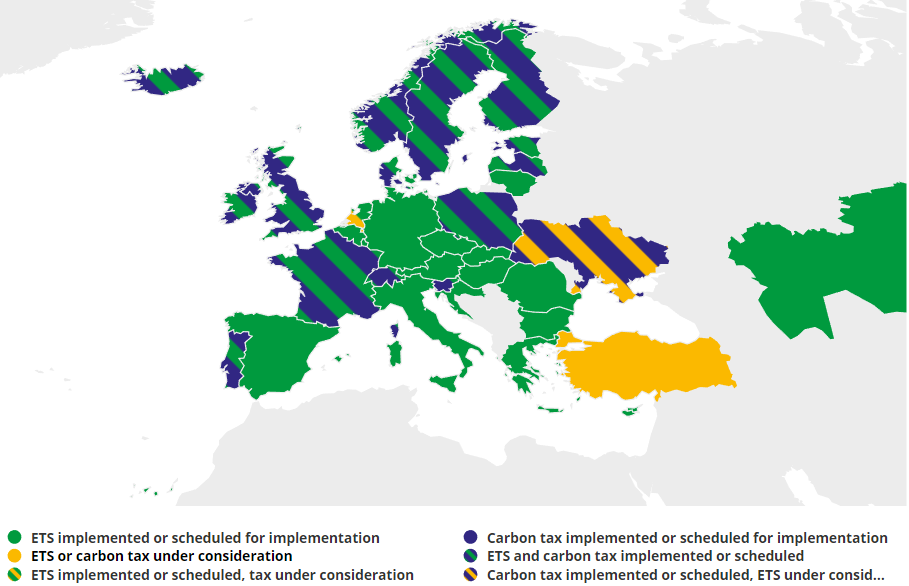 ETS implemented or scheduled for implementation
Carbon tax implemented or scheduled for implementation
ETS or carbon tax under consideration
ETS and carbon tax implemented or scheduled
ETS implemented or scheduled, tax under consideration
Carbon tax implemented or scheduled, ETS under consid...